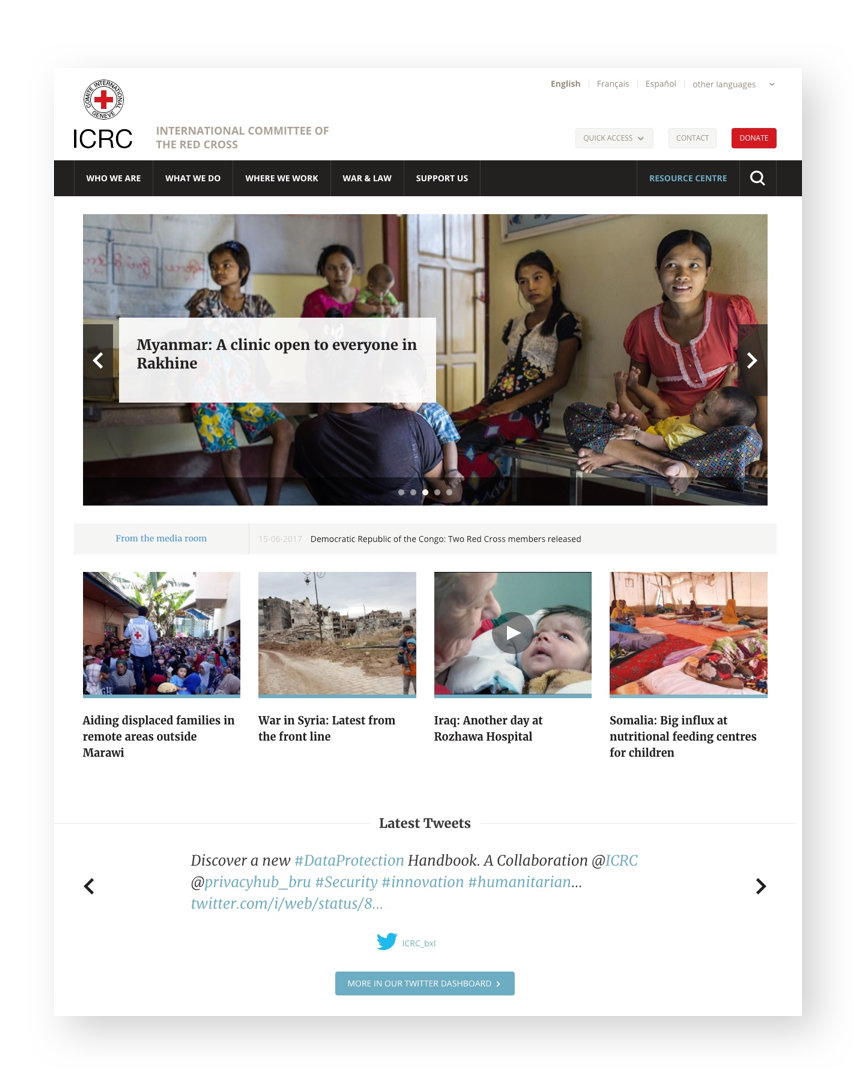 COMITE INTERNATIONAL GENEVE
ICRC
INTERNATIONAL COMMITTEE OF
THE RED CROSS
English
Français
Español
other languages
QUICK ACCESS
CONTACT
DONATE
WHO WE ARE
WHAT WE DO
WHERE WE WORK
WAR & LAW
SUPPORT US
RESOURCE CENTRE
Myanmar: A clinic open to everyone in
Rakhine
From the media room
15-06-2017
Democratic Republic of the Congo: Two Red Cross members released
Aiding displaced families in
remote areas outside
Marawi
War in Syria: Latest from
the front line
Iraq: Another day at
Rozhawa Hospital
Somalia: Big influx at
nutritional feeding centres
for children
Latest Tweets
Discover a new #DataProtection Handbook. A Collaboration @ICRC
@privacyhub_bru #Security #innovation #humanitarian...
twitter.com/i/web/status/8...
ICRC_bxl
MORE IN OUR TWITTER DASHBOARD